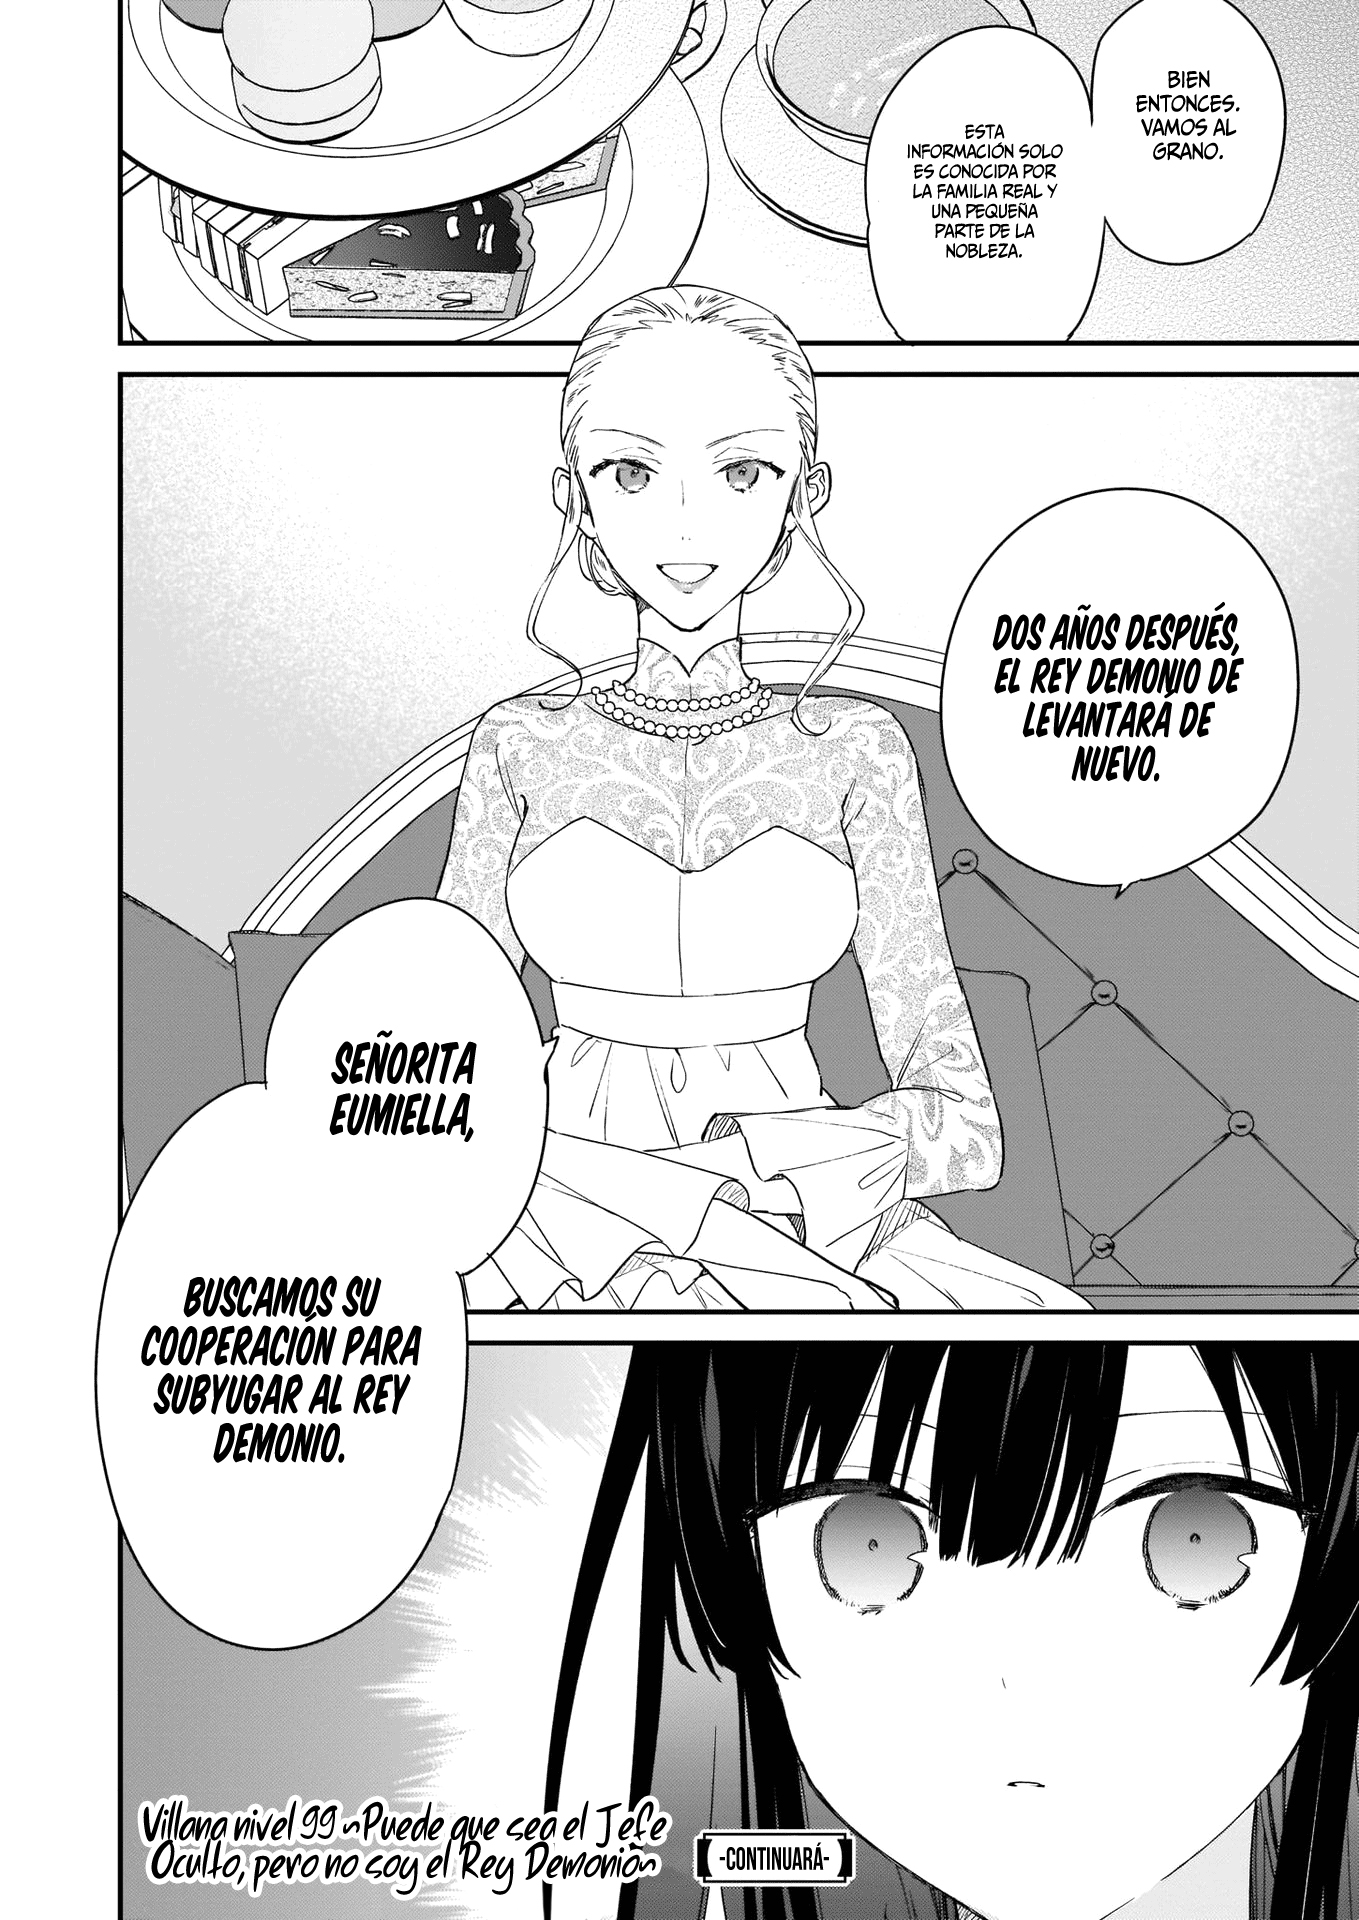 BIEN
ENTONCES.
VAMOS AL
GRANO.
ESTA
INFORMACIÓN SOLO
ES CONOCIDA POR
LA FAMILIA REAL Y
UNA PEQUEÑA
PARTE DE LA
NOBLEZA.
DOS AÑOS DESPUÉS,
EL REY DEMONIO DE
LEVANTARÁ DE
NUEVO.
SEÑORITA
EUMIELLA,
BUSCAMOS SU
COOPERACIÓN PARA
SUBYUGAR AL REY
DEMONIO.
Villana nivel 99 ~Puede que sea el Jefe
Oculto, pero no soy el Rey Demonio~
-CONTINUARÁ-